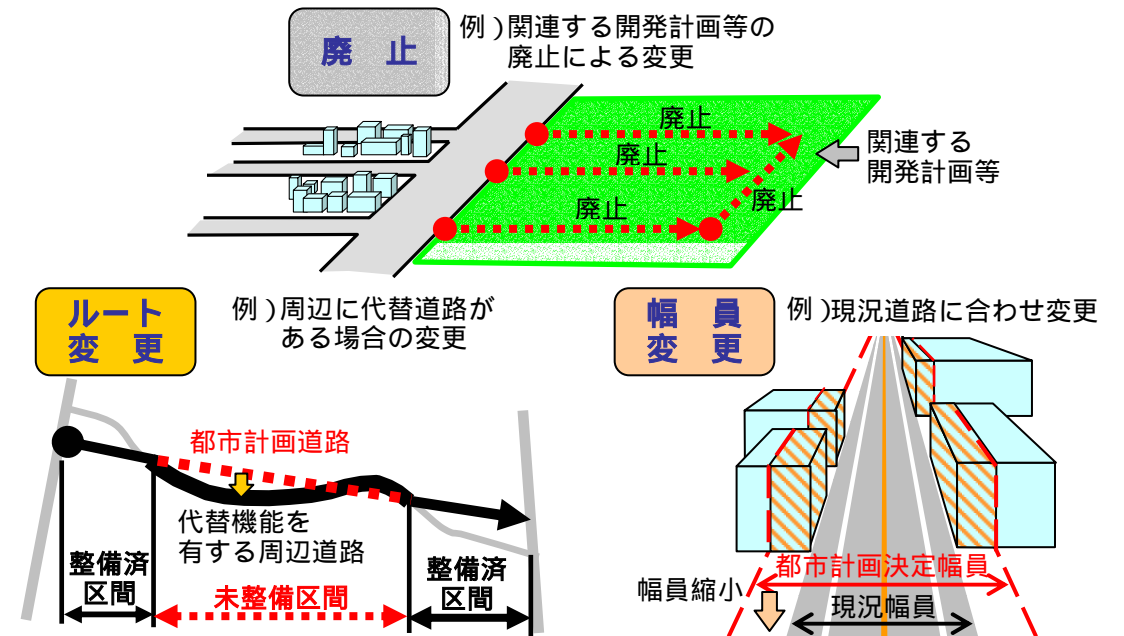 廃 止
例)関連する開発計画等の
廃止による変更
廃止
廃止
廃止
廃止
関連する
開発計画等
ルート
変 更
例)周辺に代替道路が
ある場合の変更
都市計画道路
代替機能を
有する周辺道路
整備済
区間
未整備区間
整備済
区間
幅 員
変 更
例)現況道路に合わせ変更
都市計画決定幅員
幅員縮小
現況幅員